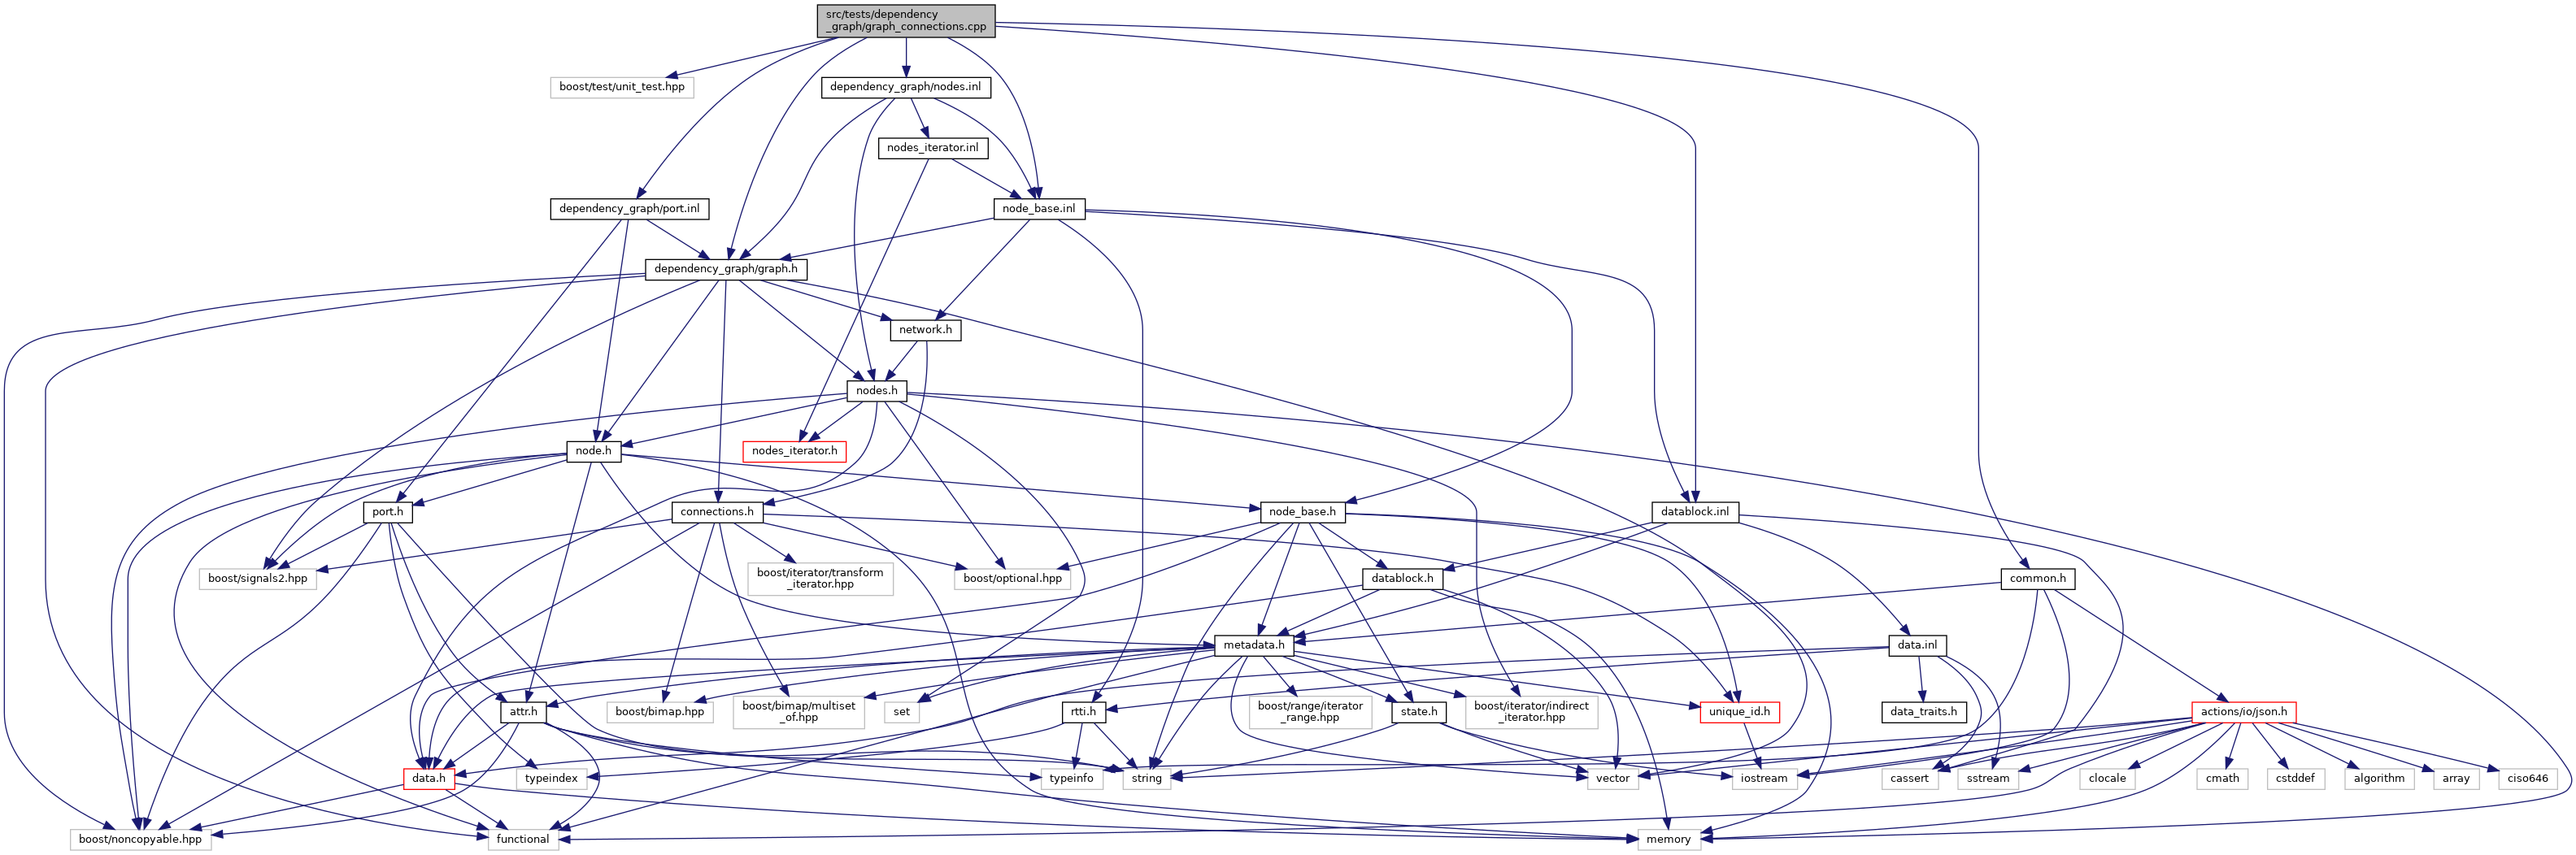 src/tests/dependency
_graph/graph_connections.cpp
boost/test/unit_test.hpp
dependency_graph/nodes.inl
nodes_iterator.inl
dependency_graph/port.inl
node_base.inl
dependency_graph/graph.h
network.h
nodes.h
node.h
nodes_iterator.h
port.h
connections.h
node_base.h
datablock.inl
boost/signals2.hpp
boost/iterator/transform
_iterator.hpp
boost/optional.hpp
datablock.h
common.h
metadata.h
data.inl
attr.h
boost/bimap.hpp
boost/bimap/multiset
_of.hpp
set
rtti.h
boost/range/iterator
_range.hpp
state.h
boost/iterator/indirect
_iterator.hpp
unique_id.h
data_traits.h
actions/io/json.h
data.h
typeindex
typeinfo
string
vector
iostream
cassert
sstream
clocale
cmath
cstddef
algorithm
array
ciso646
boost/noncopyable.hpp
functional
memory